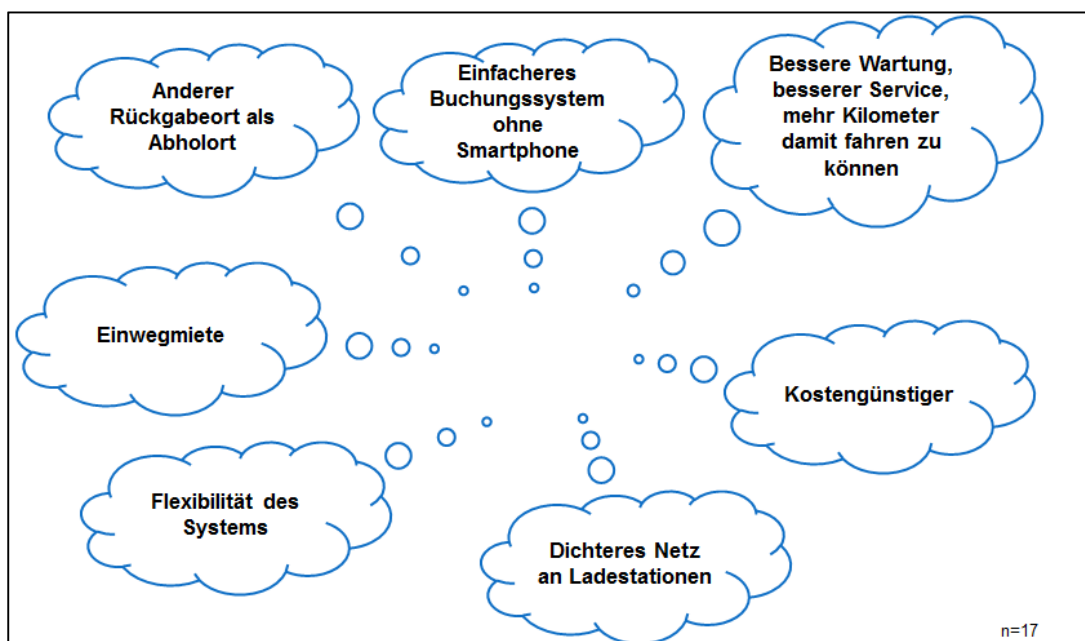 Anderer
Rückgabeort als
Abholort
Einfacheres
Buchungssystem
ohne
Smartphone
Bessere Wartung,
besserer Service,
mehr Kilometer
damit fahren zu
können
Einwegmiete
Kostengünstiger
Flexibilität des
Systems
Dichteres Netz
an Ladestationen
n=17